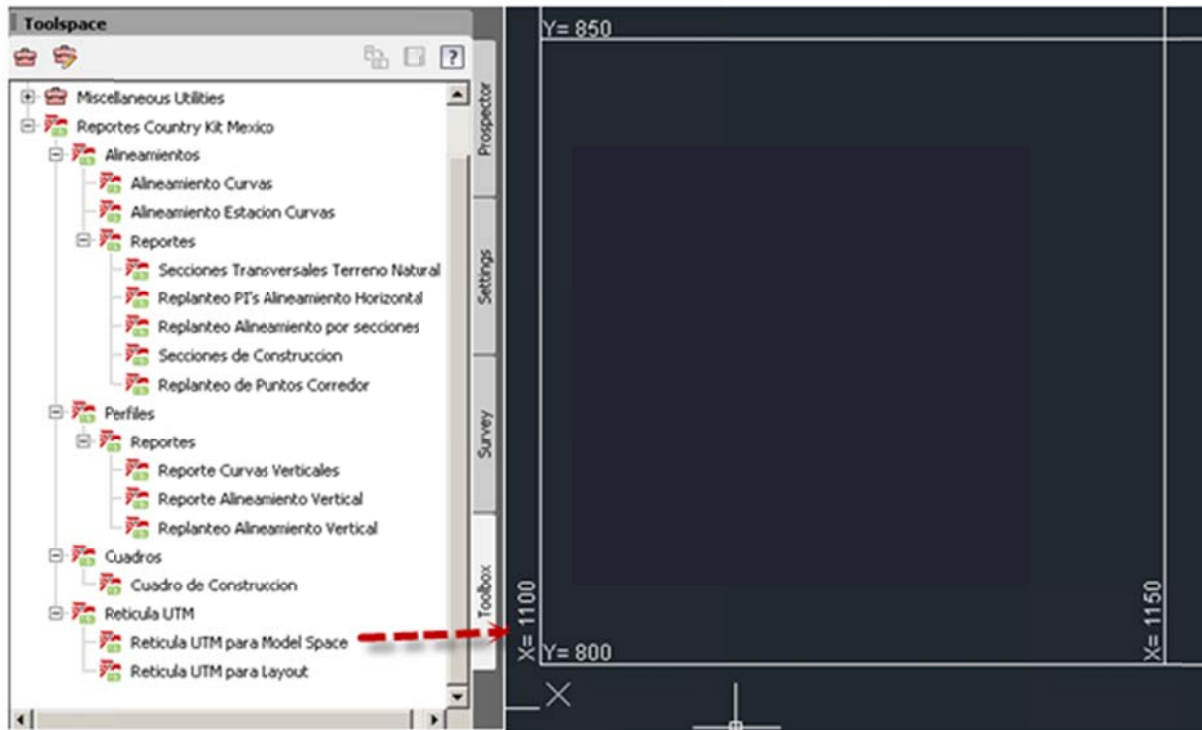 Toolspace
?
Miscellaneous Utilities
Reportes Country Kit Mexico
Alineamientos
Alineamiento Curvas
Alineamiento Estacion Curvas
Reportes
Secciones Transversales Terreno Natural
Replanteo PI's Alineamiento Horizontal
Replanteo Alineamiento por secciones
Secciones de Construccion
Replanteo de Puntos Corredor
Perfiles
Reportes
Reporte Curvas Verticales
Reporte Alineamiento Vertical
Replanteo Alineamiento Vertical
Cuadros
Cuadro de Construccion
Reticula UTM
Reticula UTM para Model Space
Reticula UTM para Layout
Prospector
Settings
Survey
Toolbox
Y= 850
X= 1100
Y= 800
X= 1150